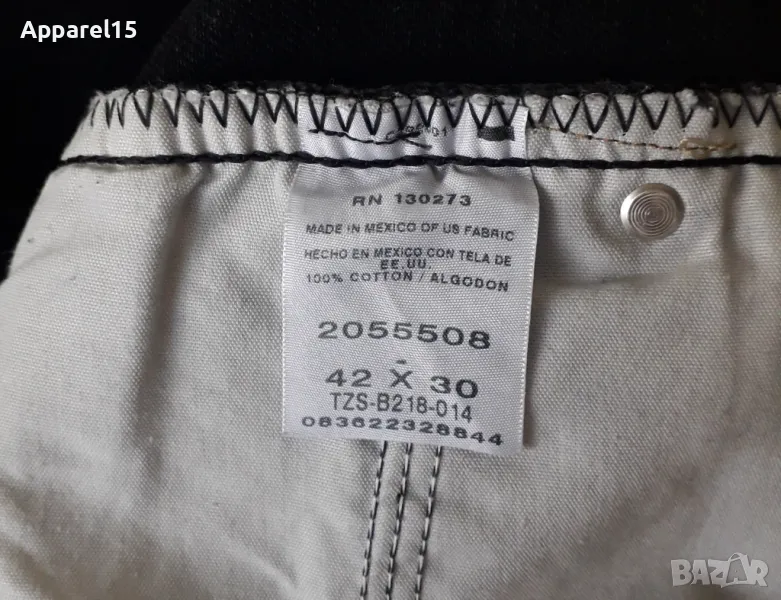 Apparel15
RN 130273
MADE IN MEXICO OF US FABRIC
HECHO EN MEXICO CON TELA DE
EE.UU.
100% COTTON / ALGODON
2055508
-
42 X 30
TZS-B218-014
083622328844
BAZAR